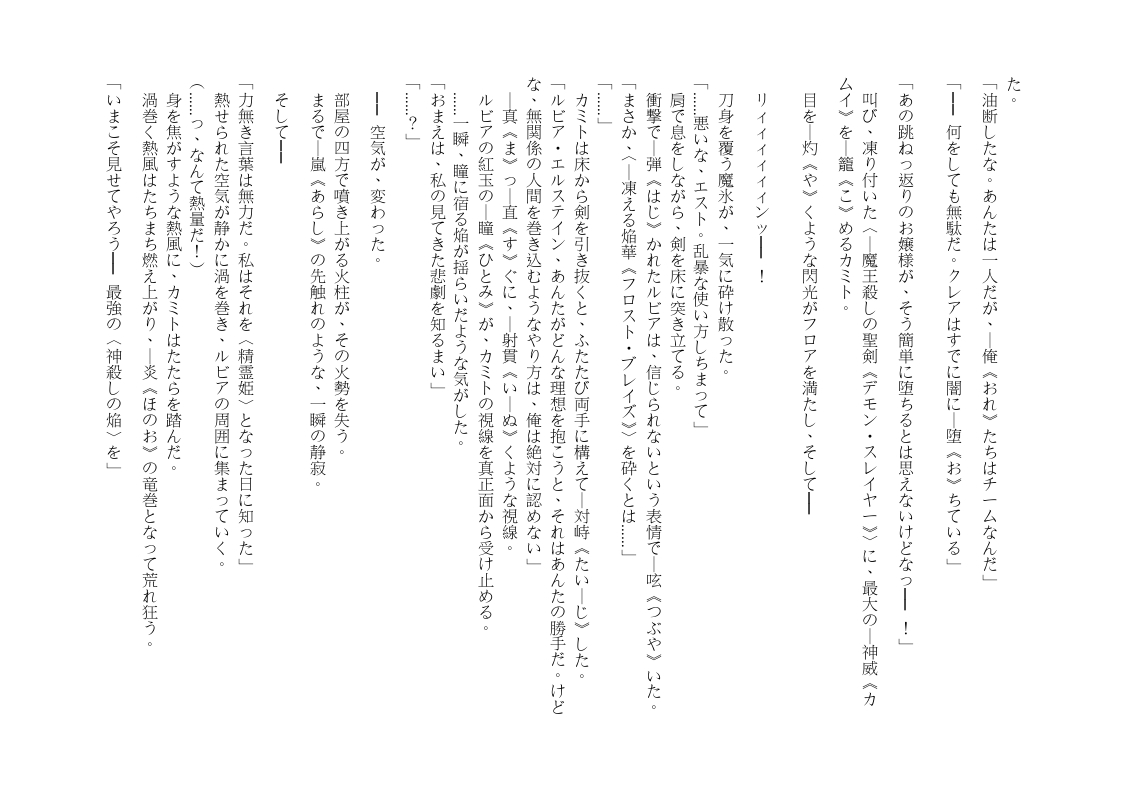 た。
「油断したな。あんたは一人だが、―俺《おれ》たちはチームなんだ」
「━━ 何をしても無駄だ。クレアはすでに闇に―堕《お》ちている」
「あの跳ねっ返りのお嬢様が、そう簡単に堕ちるとは思えないけどなっ━━ ！」
叫び、凍り付いた〈―魔王殺しの聖剣《デモン・スレイヤー》〉に、最大の―神威《カ
ムイ》を―籠《こ》めるカミト。
目を―灼《や》くような閃光がフロアを満たし、そして━━
リィィィィィィンッ━━ ！
刀身を覆う魔氷が、一気に砕け散った。
「……悪いな、エスト。乱暴な使い方しちまって」
肩で息をしながら、剣を床に突き立てる。
衝撃で―弾《はじ》かれたルビアは、信じられないという表情で―呟《つぶや》いた。
「まさか、〈―凍える焔華《フロスト・ブレイズ》〉を砕くとは……」
「……」
カミトは床から剣を引き抜くと、ふたたび両手に構えて―対峙《たい―じ》した。
「ルビア・エルステイン、あんたがどんな理想を抱こうと、それはあんたの勝手だ。けど
な、無関係の人間を巻き込むようなやり方は、俺は絶対に認めない」
―真《ま》っ―直《す》ぐに、―射貫《い―ぬ》くような視線。
ルビアの紅玉の―瞳《ひとみ》が、カミトの視線を真正面から受け止める。
……一瞬、瞳に宿る焔が揺らいだような気がした。
「おまえは、私の見てきた悲劇を知るまい」
「……？」
━━ 空気が、変わった。
部屋の四方で噴き上がる火柱が、その火勢を失う。
まるで―嵐《あらし》の先触れのような、一瞬の静寂。
そして━━
「力無き言葉は無力だ。私はそれを〈精霊姫〉となった日に知った」
熱せられた空気が静かに渦を巻き、ルビアの周囲に集まっていく。
（……っ、なんて熱量だ！）
身を焦がすような熱風に、カミトはたたらを踏んだ。
渦巻く熱風はたちまち燃え上がり、―炎《ほのお》の竜巻となって荒れ狂う。
「いまこそ見せてやろう━━ 最強の〈神殺しの焔〉を」